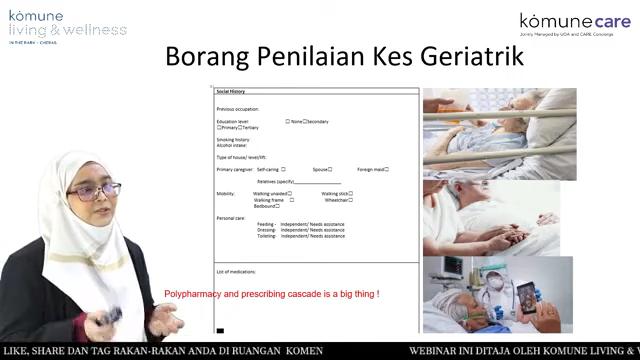 kòmune
living & wellness
IN THE PARK - CHERAS
kòmunecare
Jointly Managed by UDA and CARE Concierge
Borang Penilaian Kes Geriatrik
Social History
Previous occupation:
Education level: ☐ None☐Secondary
☐Primary☐Tertiary
Smoking history:
Alcohol intake:
Type of house/ level/lift:
Primary caregiver: Self-caring ☐ Spouse☐ Foreign maid☐
Relatives (specify)
Mobility: Walking unaided☐ Walking stick☐
Walking frame ☐ Wheelchair☐
Bedbound☐
Personal care:
Feeding - Independent/ Needs assistance
Dressing- Independent/ Needs assistance
Toileting- Independent/ Needs assistance
List of medications:
Polypharmacy and prescribing cascade is a big thing !
LIKE, SHARE DAN TAG RAKAN-RAKAN ANDA DI RUANGAN KOMEN WEBINAR INI DITAJA OLEH KOMUNE LIVING &